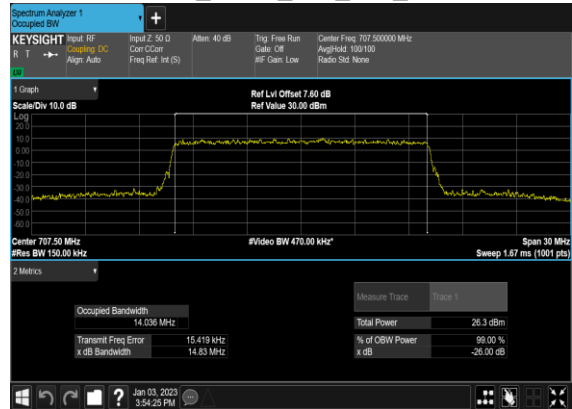 Spectrum Analyzer 1
Occupied BW
+
KEYSIGHT Input: RF Input Z: 50 Ω Atten: 40 dB Trig: Free Run Center Freq: 707.500000 MHz
R T Coupling: DC Corr CCorr Gate: Off Avg|Hold: 100/100
Align: Auto Freq Ref: Int (S) #IF Gain: Low Radio Std: None
1 Graph
Ref Lvl Offset 7.60 dB
Scale/Div 10.0 dB Ref Value 30.00 dBm
Log
20.0
10.0
0.00
-10.0
-20.0
-30.0
-40.0
-50.0
-60.0
Center 707.50 MHz #Video BW 470.00 kHz* Span 30 MHz
#Res BW 150.00 kHz Sweep 1.67 ms (1001 pts)
2 Metrics
Measure Trace Trace 1
Occupied Bandwidth
14.036 MHz Total Power 26.3 dBm
Transmit Freq Error 15.419 kHz % of OBW Power 99.00 %
x dB Bandwidth 14.83 MHz x dB -26.00 dB
? Jan 03, 2023
3:54:25 PM